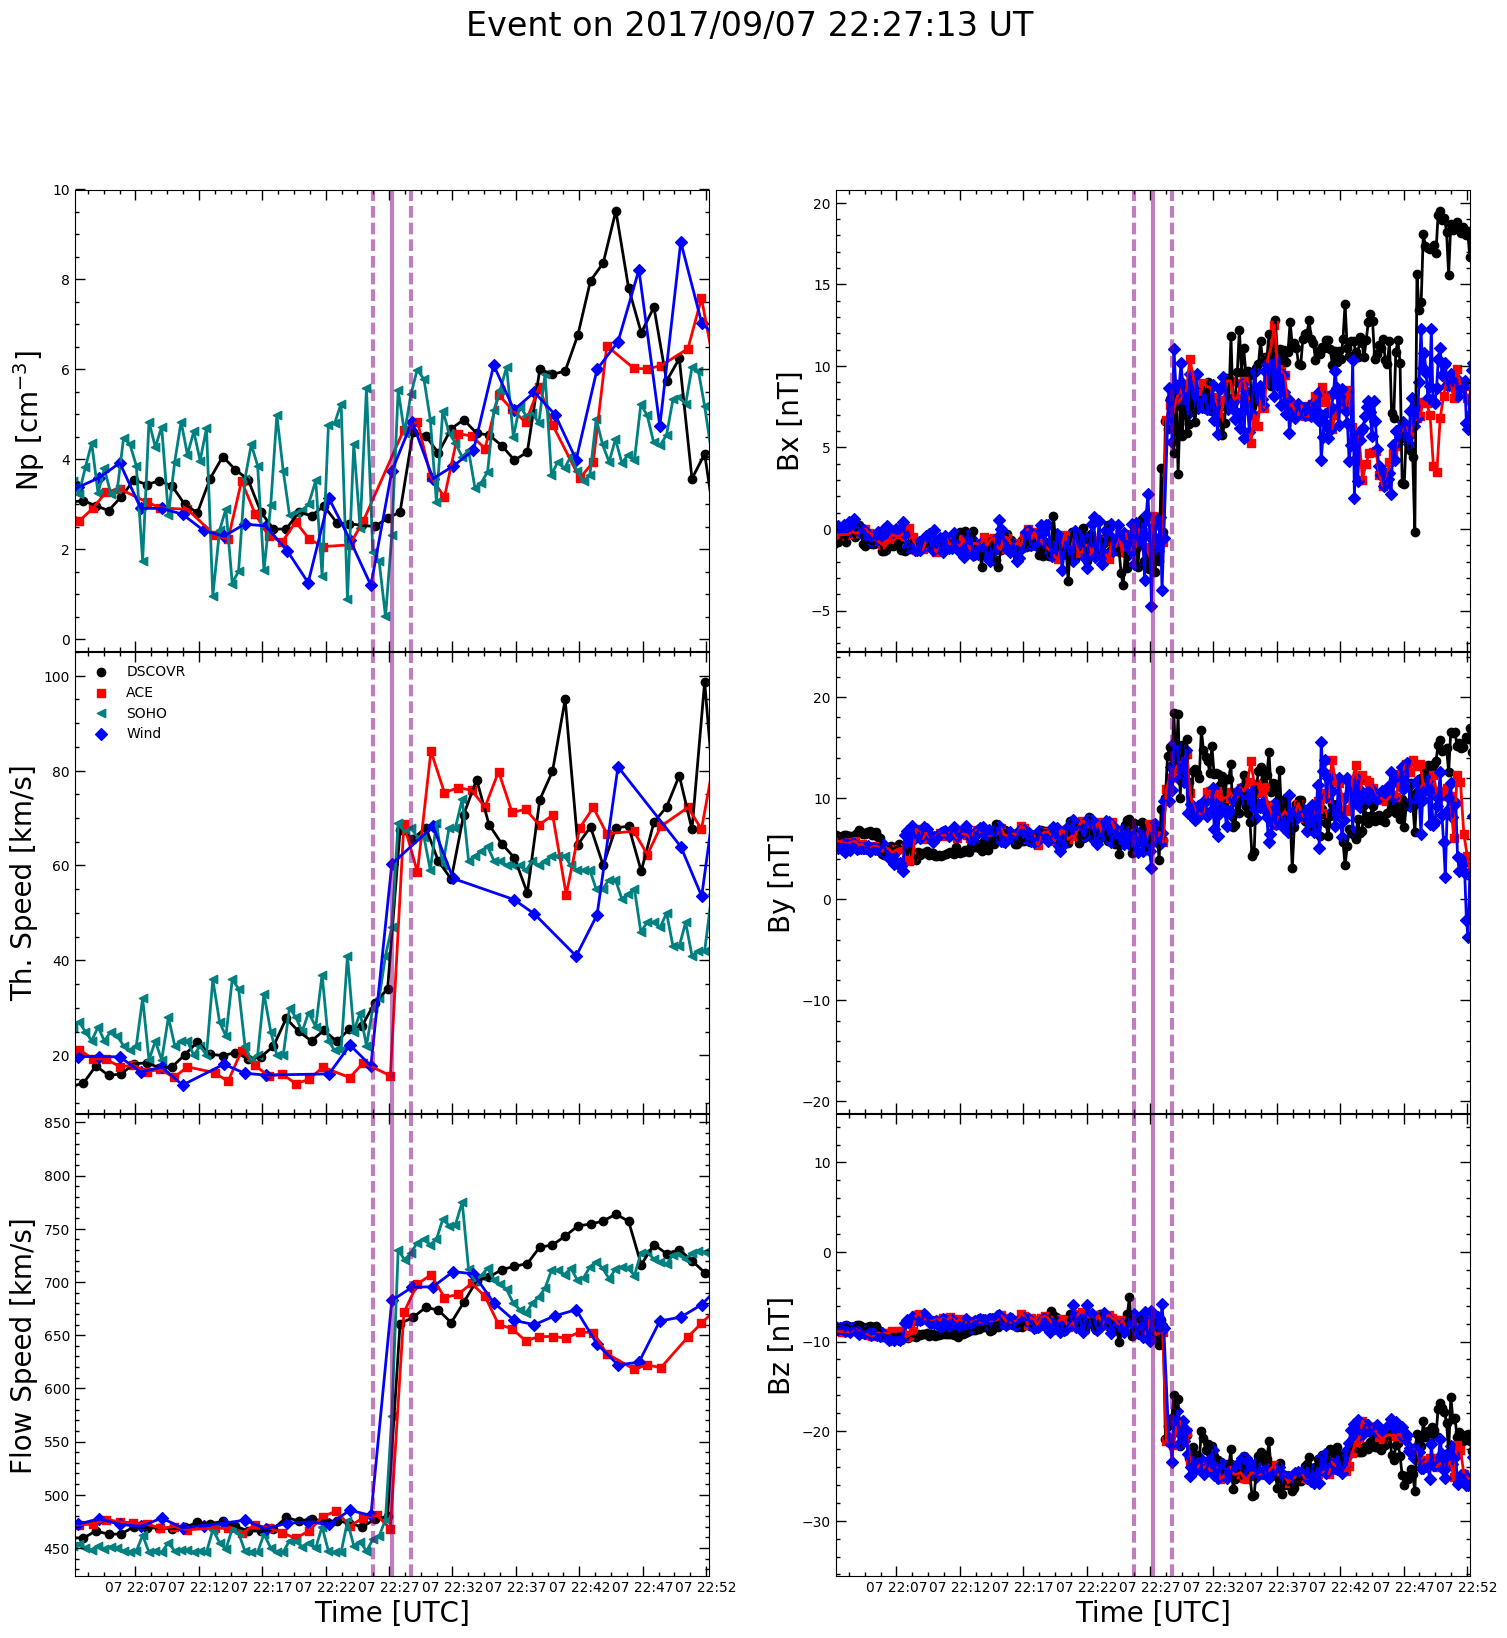 Event on 2017/09/07 22:27:13 UT
Np [cm⁻³]
10
8
6
4
2
0
Bx [nT]
20
15
10
5
0
−5
Th. Speed [km/s]
100
80
60
40
20
DSCOVR
ACE
SOHO
Wind
By [nT]
20
10
0
−10
−20
Flow Speed [km/s]
850
800
750
700
650
600
550
500
450
Bz [nT]
10
0
−10
−20
−30
07 22:07 07 22:12 07 22:17 07 22:22 07 22:27 07 22:32 07 22:37 07 22:42 07 22:47 07 22:52
Time [UTC]
07 22:07 07 22:12 07 22:17 07 22:22 07 22:27 07 22:32 07 22:37 07 22:42 07 22:47 07 22:52
Time [UTC]